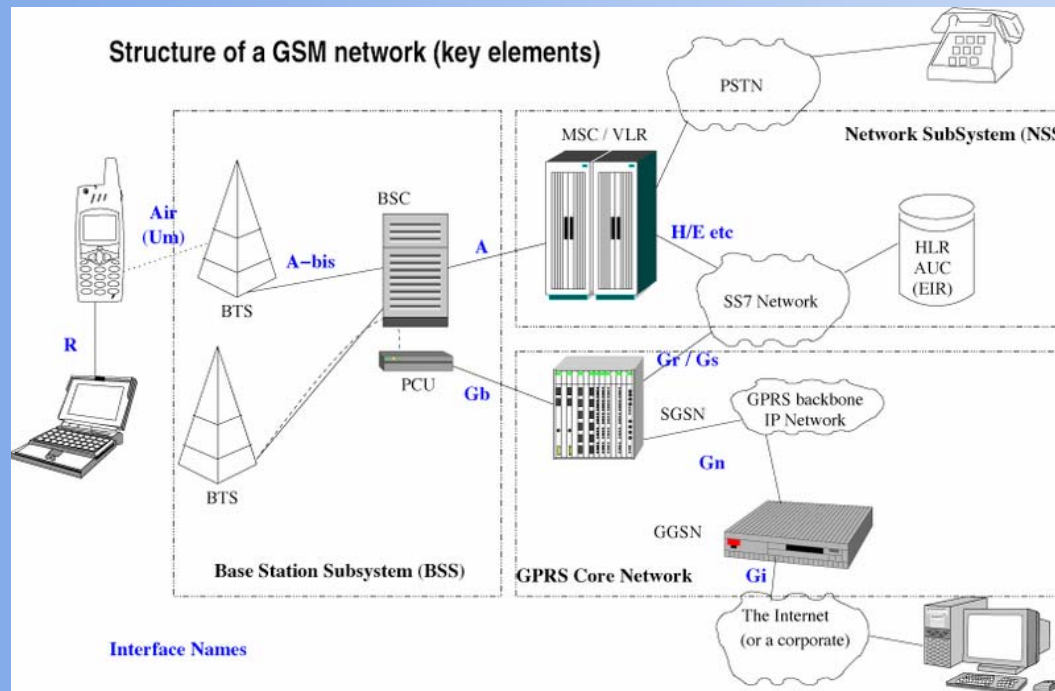 Structure of a GSM network (key elements)
PSTN
MSC / VLR
Network SubSystem (NSS
BSC
Air
(Um)
A
H/E etc
HLR
AUC
(EIR)
A-bis
BTS
SS7 Network
R
PCU
Gb
Gr / Gs
SGSN
GPRS backbone
IP Network
Gn
BTS
GGSN
Base Station Subsystem (BSS)
GPRS Core Network
Gi
The Internet
(or a corporate)
Interface Names